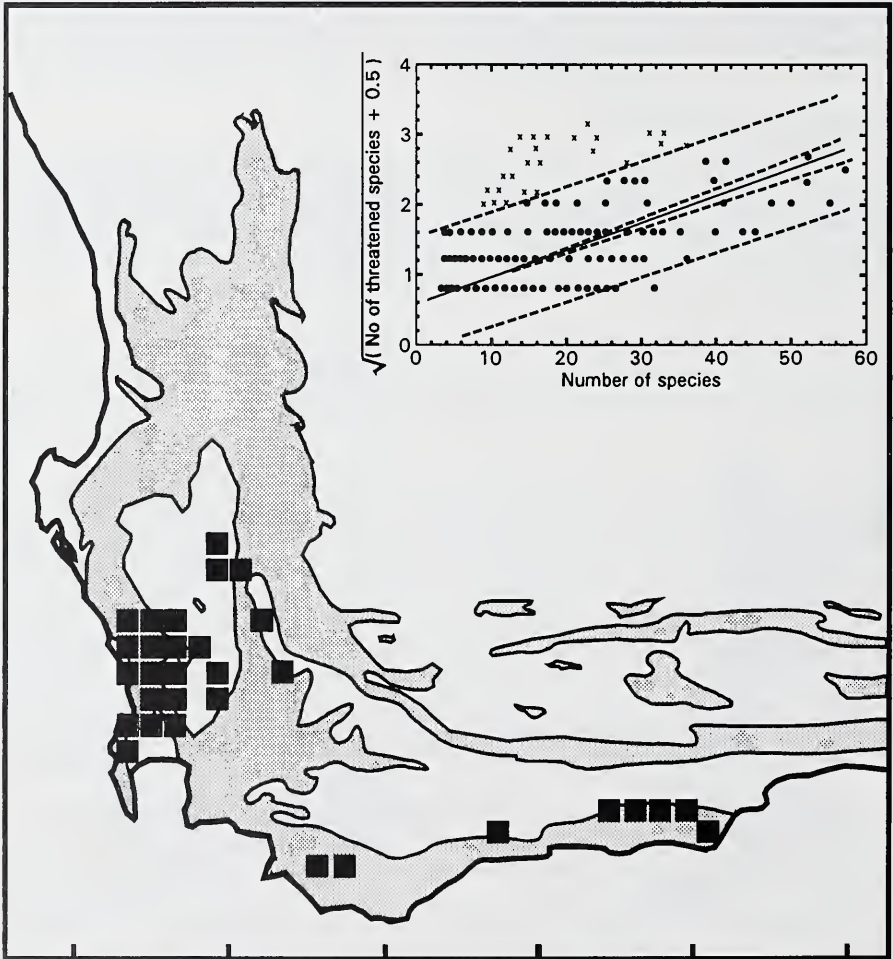 4
3
2
1
0
√( No of threatened species + 0.5 )
0 10 20 30 40 50 60
Number of species